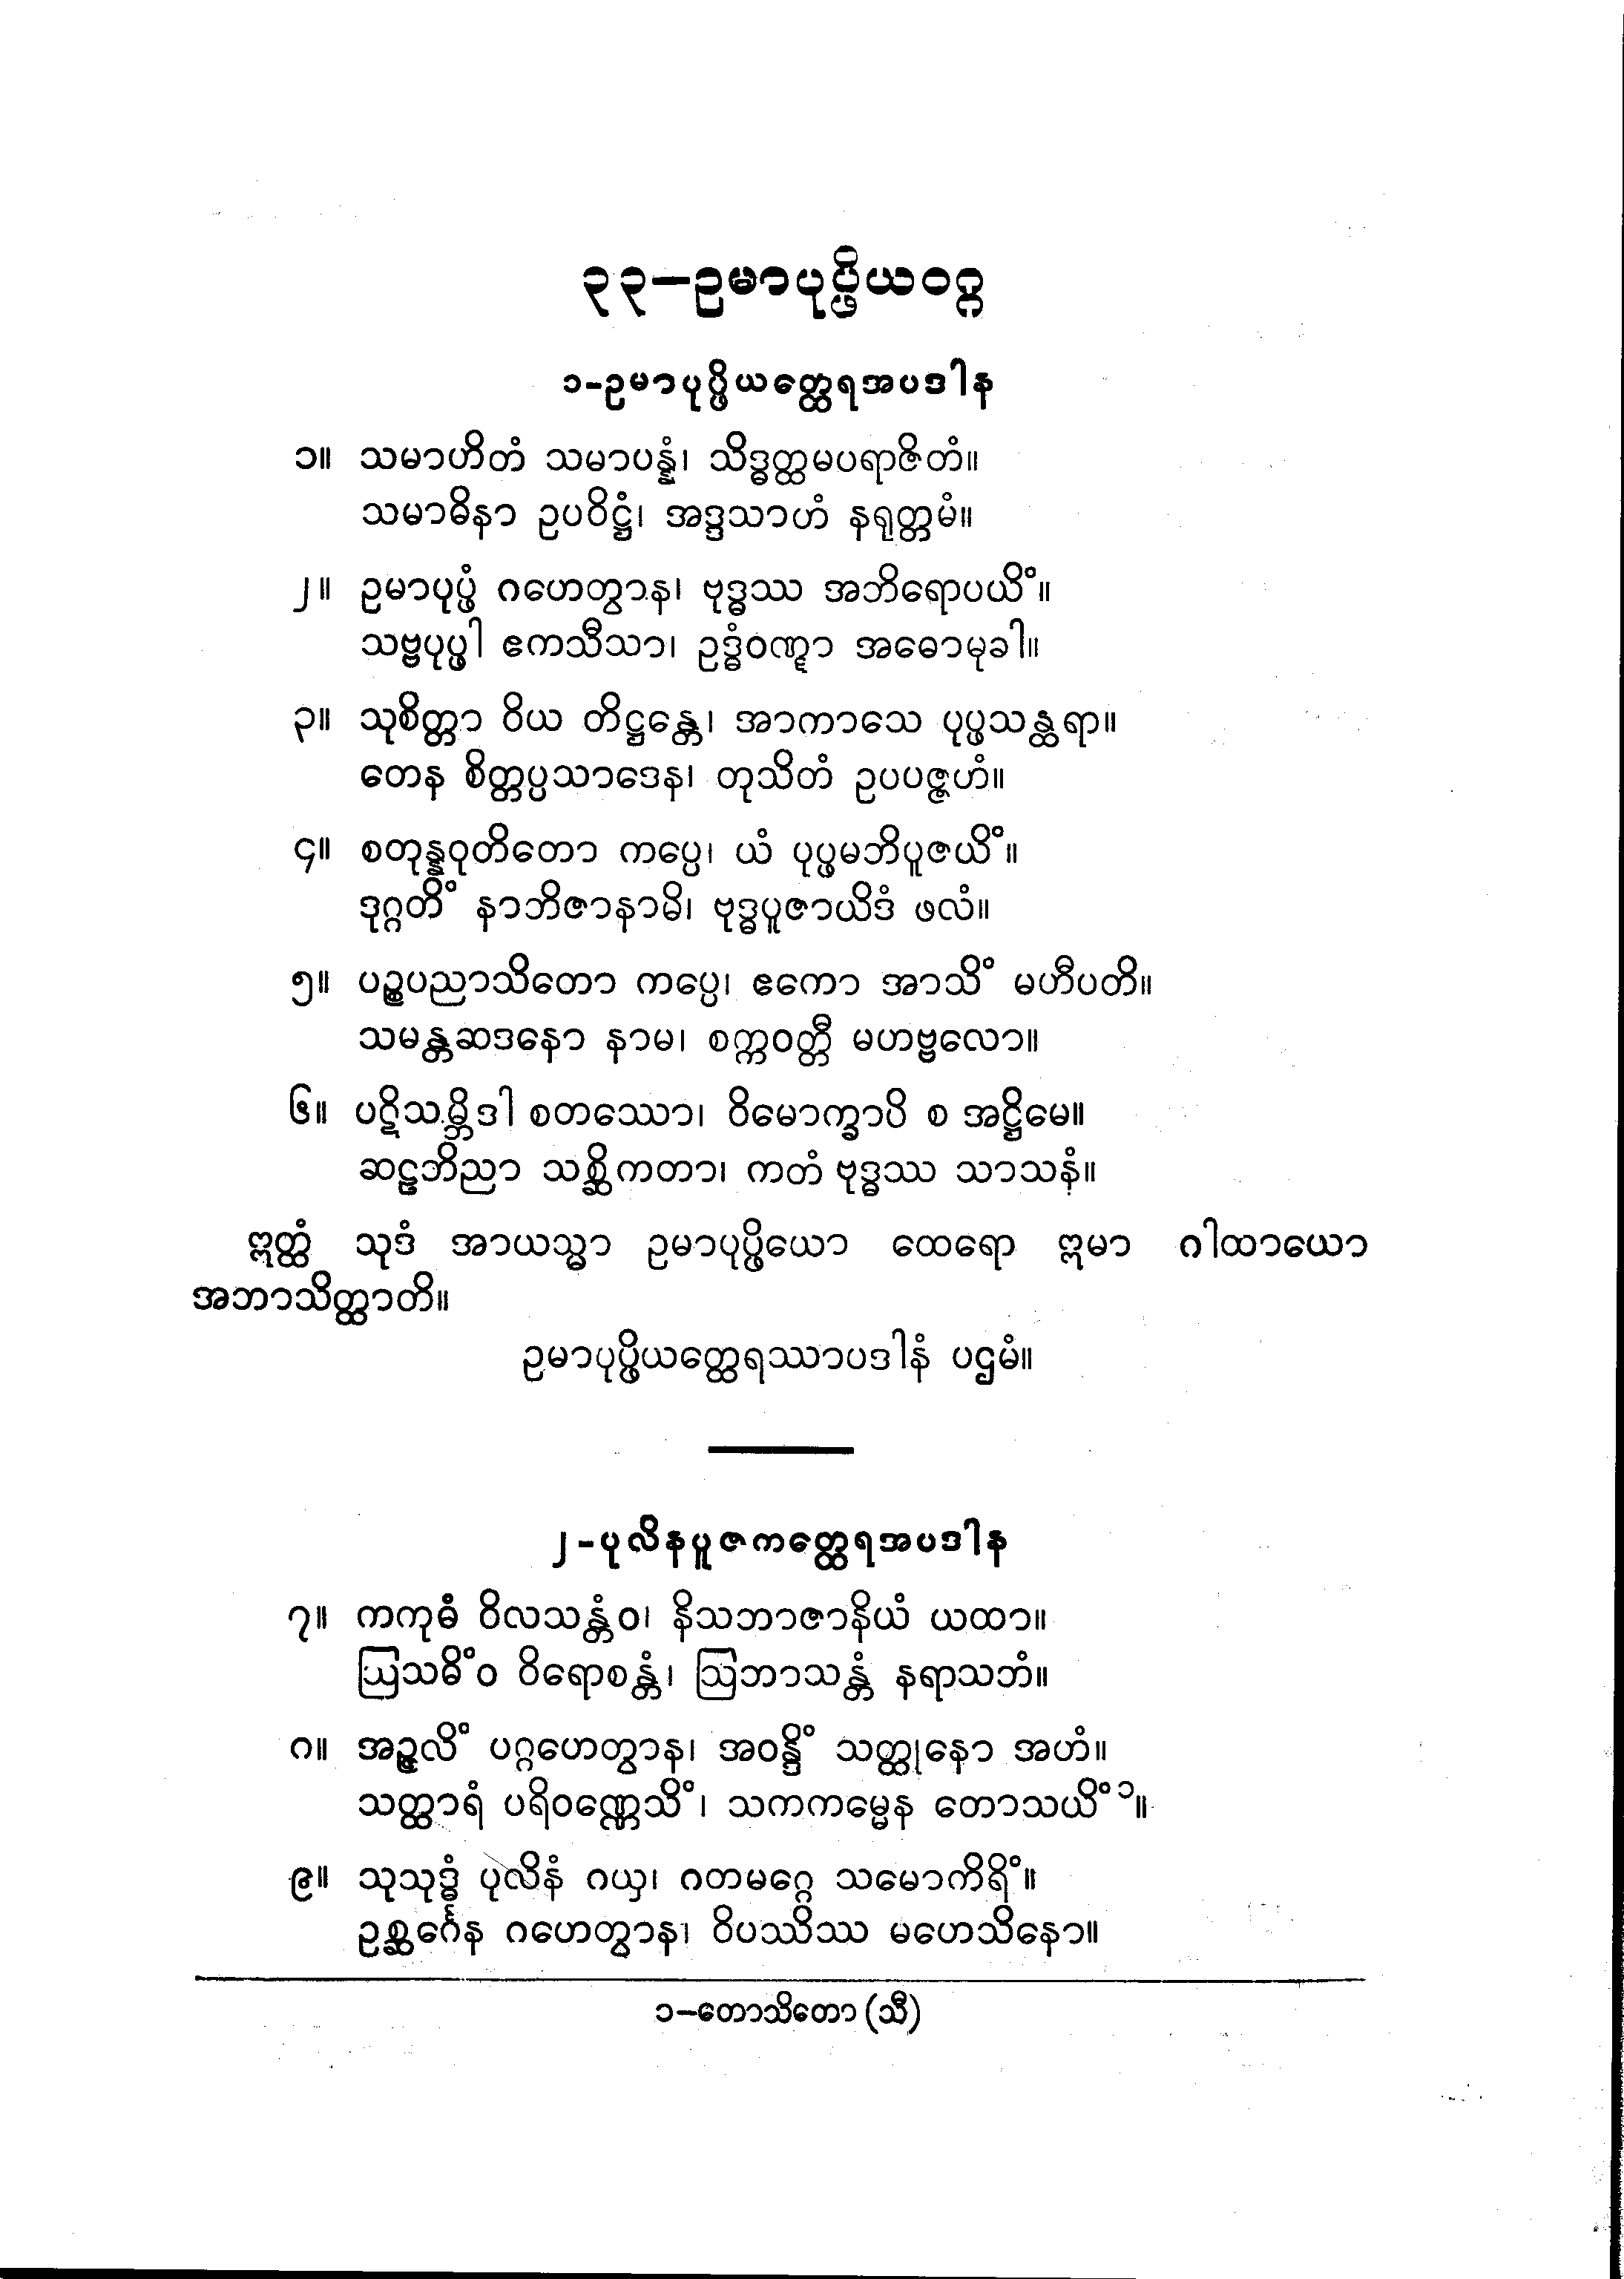 ၃၃–ဥမာပုပ္ဖိယဝဂ္ဂ
၁-ဥမာပုပ္ဖိယတ္ထေရအပဒါန
၁။ သမာဟိတံ သမာပန္နံ၊ သိဒ္ဓတ္ထမပရာဇိတံ။
သမာဓိနာ ဥပဝိဋ္ဌံ၊ အဒ္ဒသာဟံ နရုတ္တမံ။
၂။ ဥမာပုပ္ဖံ ဂဟေတွာန၊ ဗုဒ္ဓဿ အဘိရောပယိံ။
သဗ္ဗပုပ္ဖါ ဧကသီသာ၊ ဥဒ္ဓံဝဏ္ဋာ အဓောမုခါ။
၃။ သုစိတ္တာ ဝိယ တိဋ္ဌန္တေ၊ အာကာသေ ပုပ္ဖသန္ထရာ။
တေန စိတ္တပ္ပသာဒေန၊ တုသိတံ ဥပပဇ္ဇဟံ။
၄။ စတုန္နဝုတိတော ကပ္ပေ၊ ယံ ပုပ္ဖမဘိပူဇယိံ။
ဒုဂ္ဂတိံ နာဘိဇာနာမိ၊ ဗုဒ္ဓပူဇာယိဒံ ဖလံ။
၅။ ပဉ္စပညာသိတော ကပ္ပေ၊ ဧကော အာသိံ မဟီပတိ။
သမန္တဆဒနော နာမ၊ စက္ကဝတ္တီ မဟဗ္ဗလော။
၆။ ပဋိသမ္ဘိဒါ စတဿော၊ ဝိမောက္ခာပိ စ အဋ္ဌိမေ။
ဆဠဘိညာ သစ္ဆိကတာ၊ ကတံ ဗုဒ္ဓဿ သာသနံ။
ဣတ္ထံ သုဒံ အာယသ္မာ ဥမာပုပ္ဖိယော ထေရော ဣမာ ဂါထာယော
အဘာသိတ္ထာတိ။
ဥမာပုပ္ဖိယတ္ထေရဿာပဒါနံ ပဌမံ။
၂-ပုလိနပူဇကတ္ထေရအပဒါန
၇။ ကကုဓံ ဝိလသန္တံဝ၊ နိသဘာဇာနိယံ ယထာ။
ဩသဓိံဝ ဝိရောစန္တံ၊ ဩဘာသန္တံ နရာသဘံ။
၈။ အဉ္ဇလိံ ပဂ္ဂဟေတွာန၊ အဝန္ဒိံ သတ္ထုနော အဟံ။
သတ္ထာရံ ပရိဝဏ္ဏေသိံ၊ သကကမ္မေန တောသယိံ၁။
၉။ သုသုဒ္ဓံ ပုလိနံ ဂယှ၊ ဂတမဂ္ဂေ သမောကိရိံ။
ဥစ္ဆင်္ဂေန ဂဟေတွာန၊ ဝိပဿိဿ မဟေသိနော။
၁–တောသိတော (သီ)